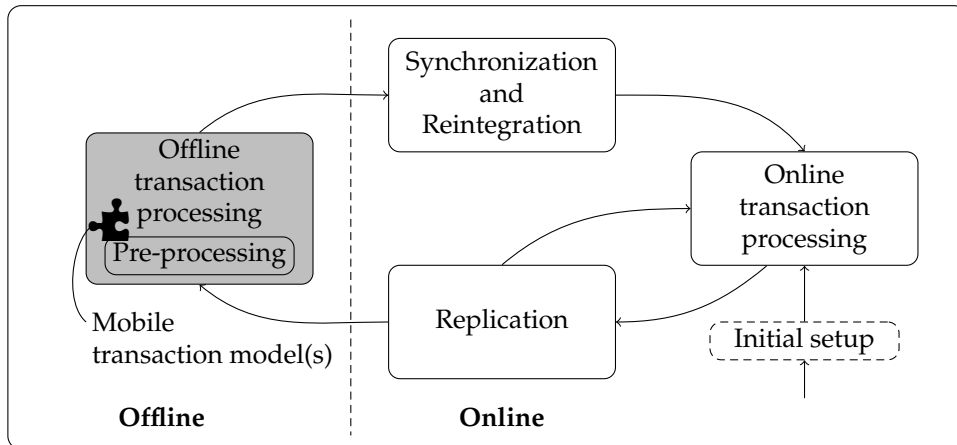 Synchronization
and
Reintegration
Offline
transaction
processing
Pre-processing
Online
transaction
processing
Replication
Mobile
transaction model(s)
Initial setup
Offline
Online